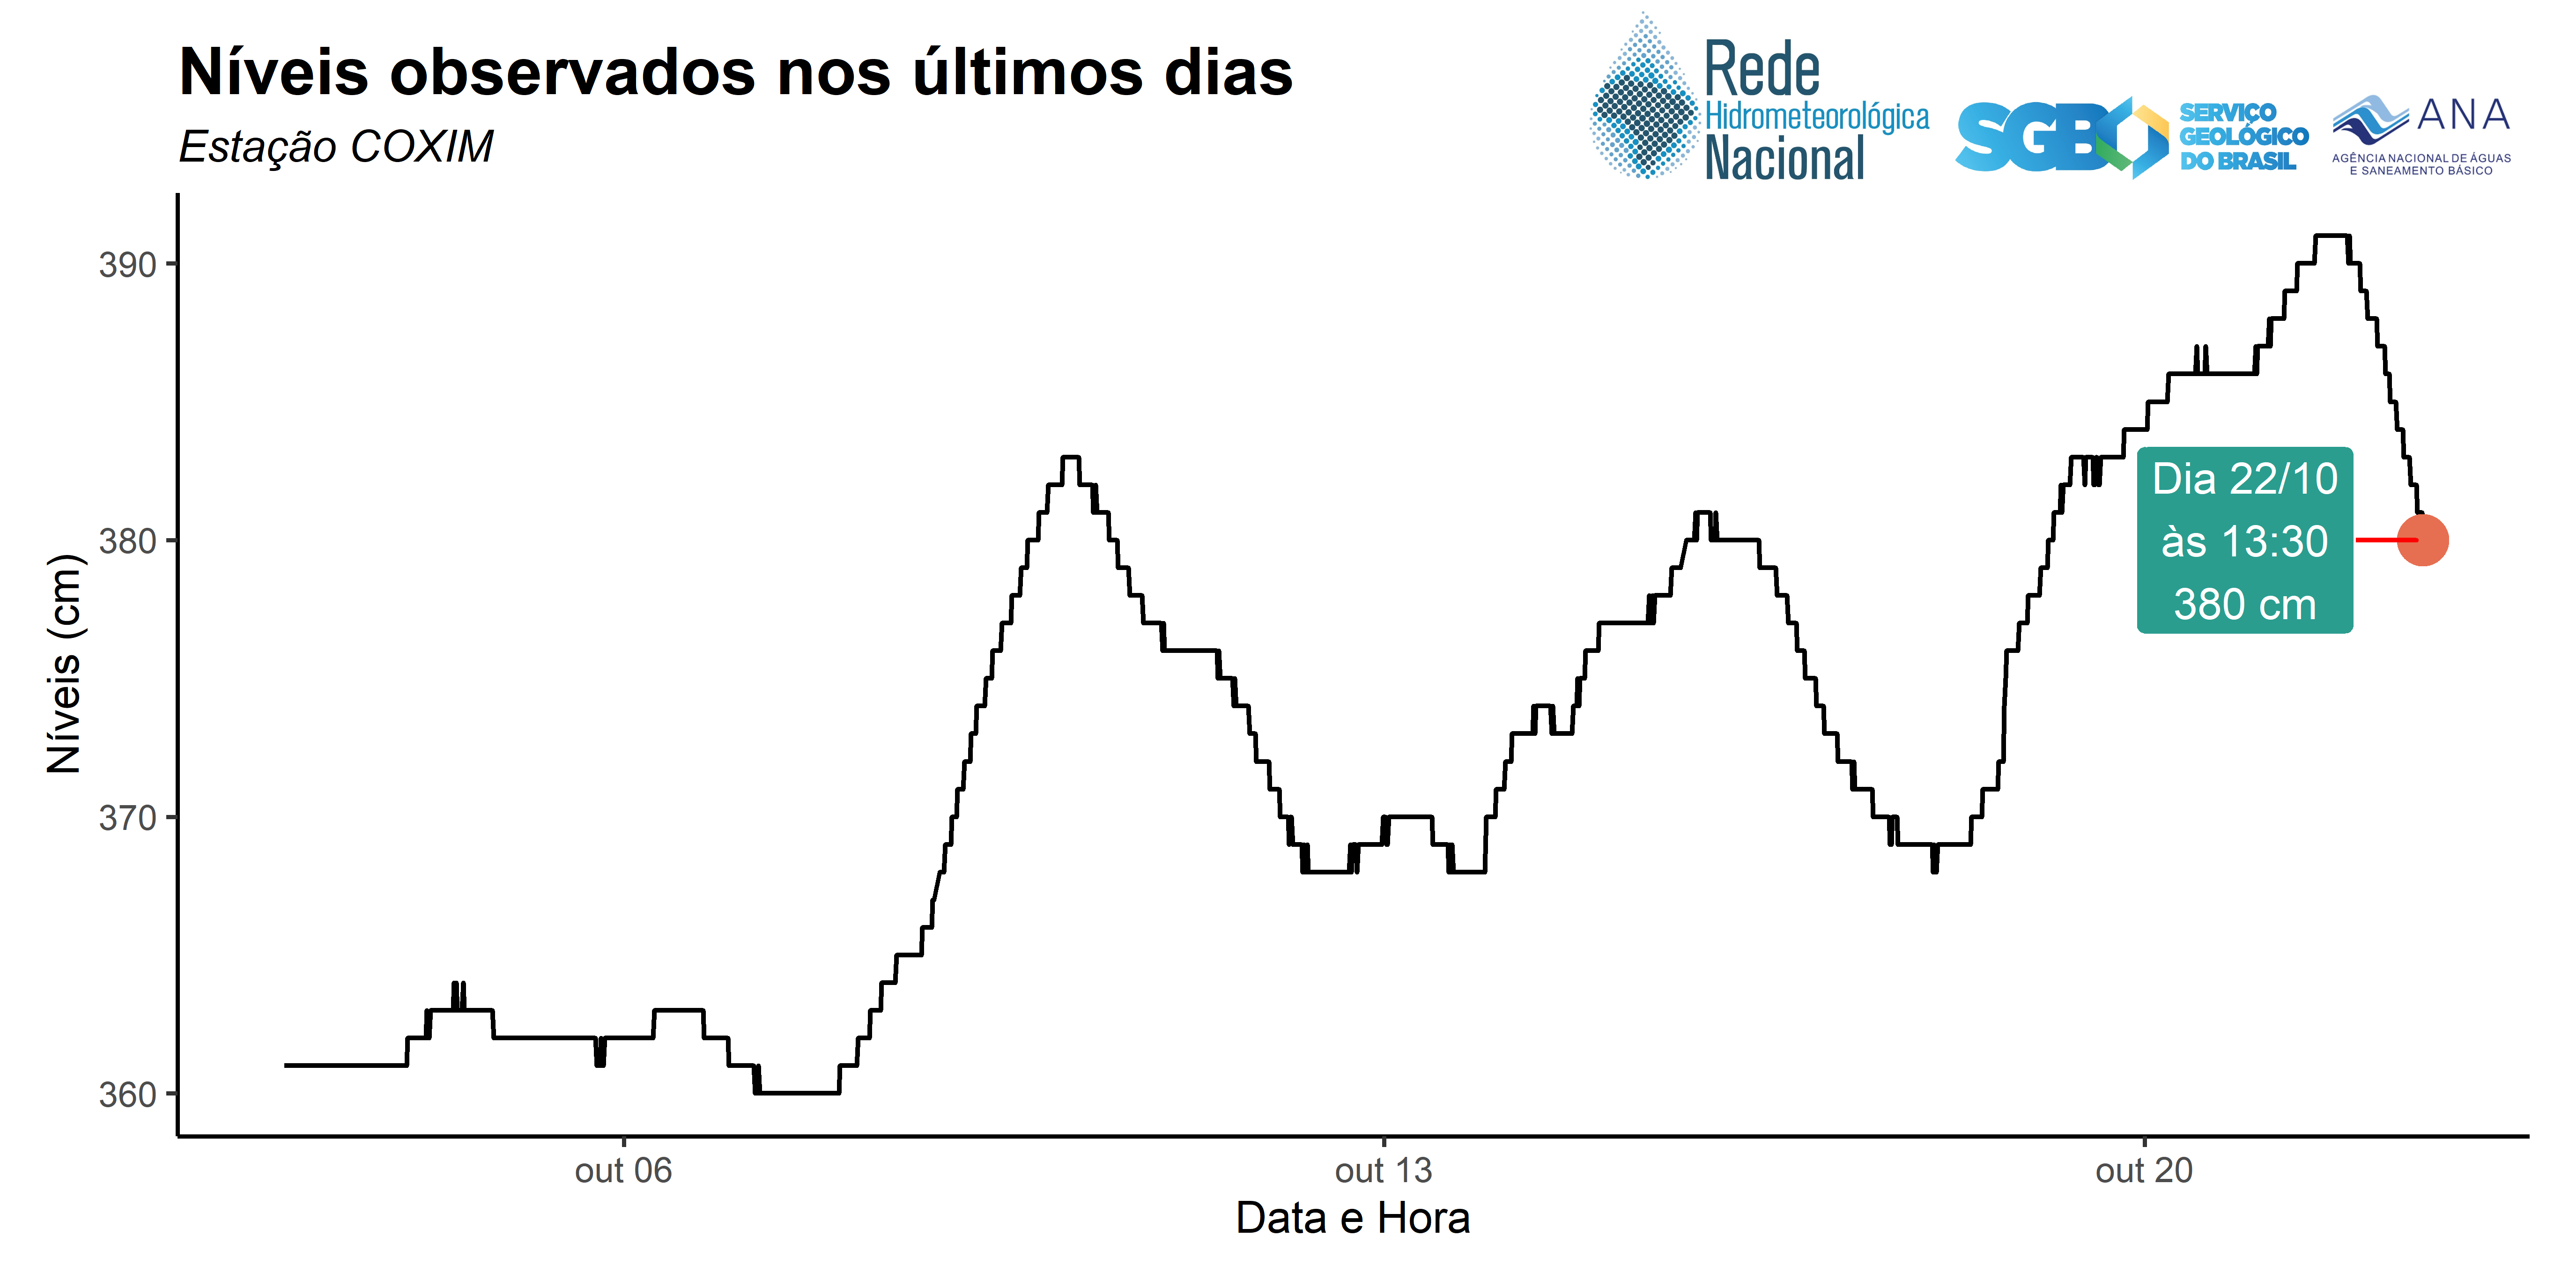 Níveis observados nos últimos dias
Estação COXIM
Rede
Hidrometeorológica
Nacional
SGB
SERVIÇO
GEOLÓGICO
DO BRASIL
ANA
AGÊNCIA NACIONAL DE ÁGUAS
E SANEAMENTO BÁSICO
Níveis (cm)
390
380
370
360
Dia 22/10
às 13:30
380 cm
out 06
out 13
out 20
Data e Hora